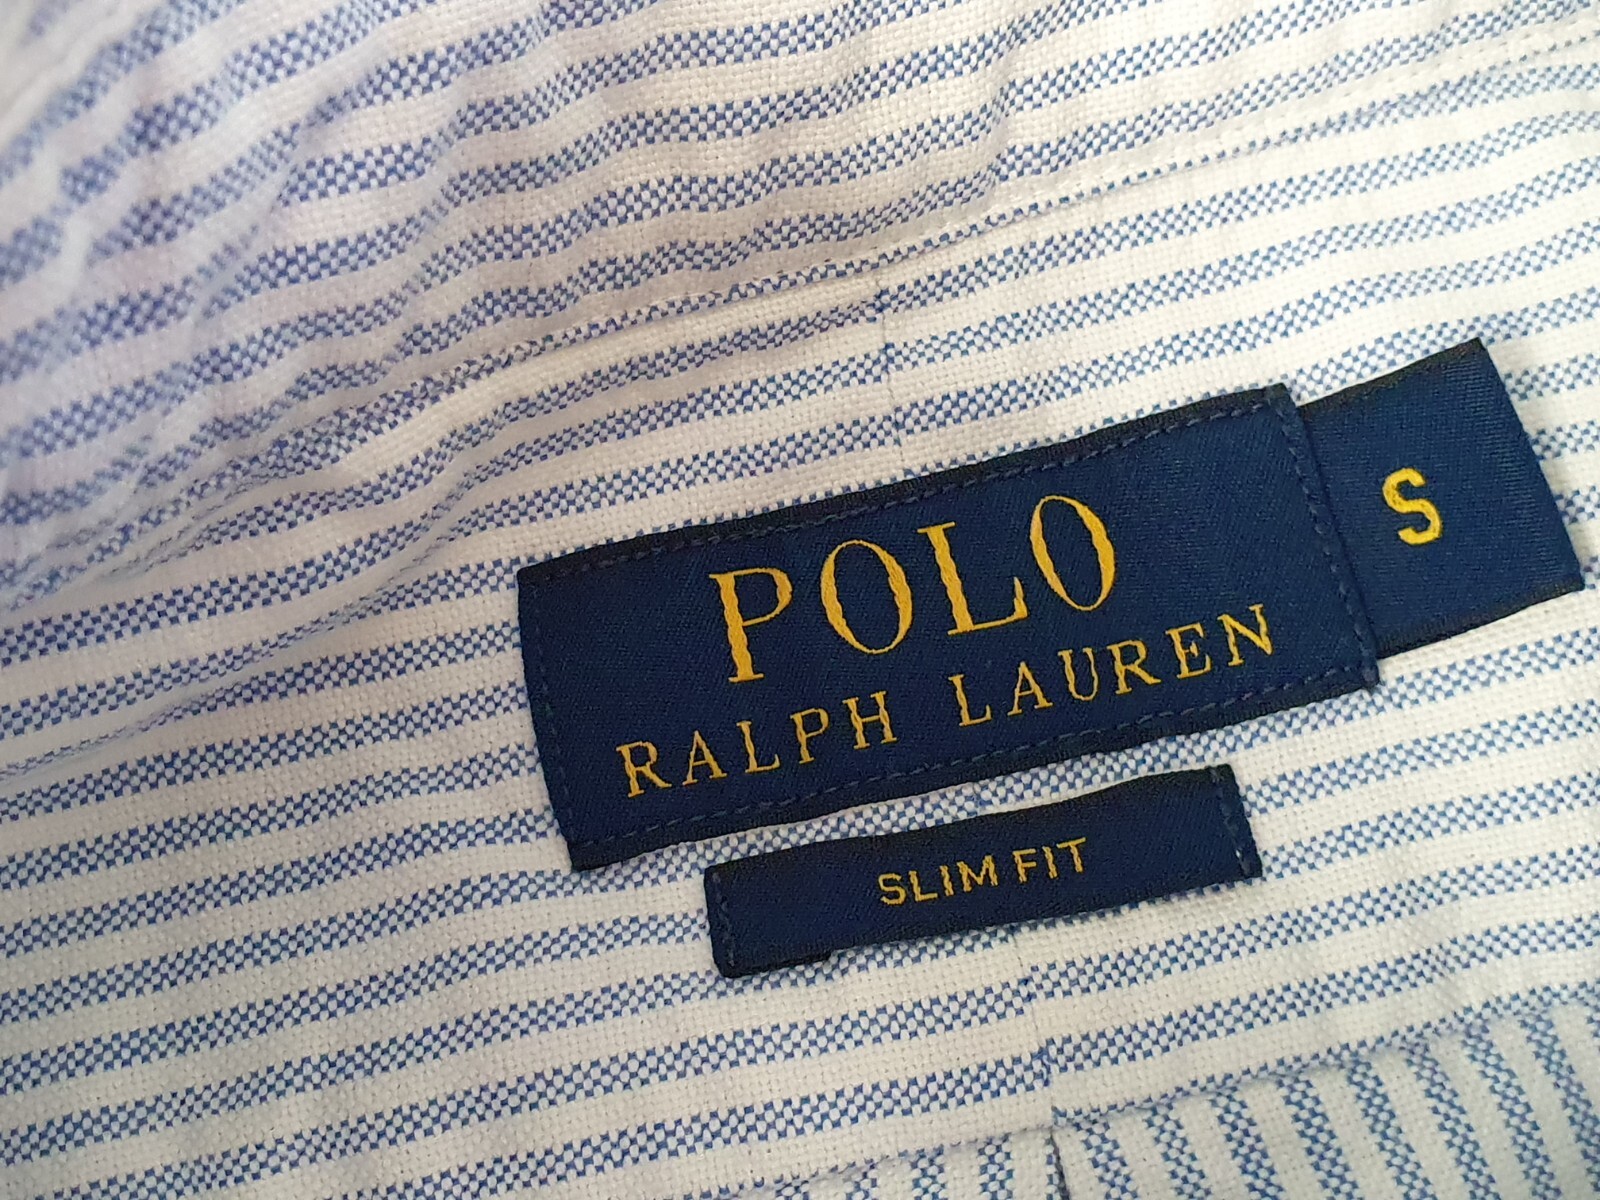 POLO
RALPH LAUREN
S
SLIM FIT